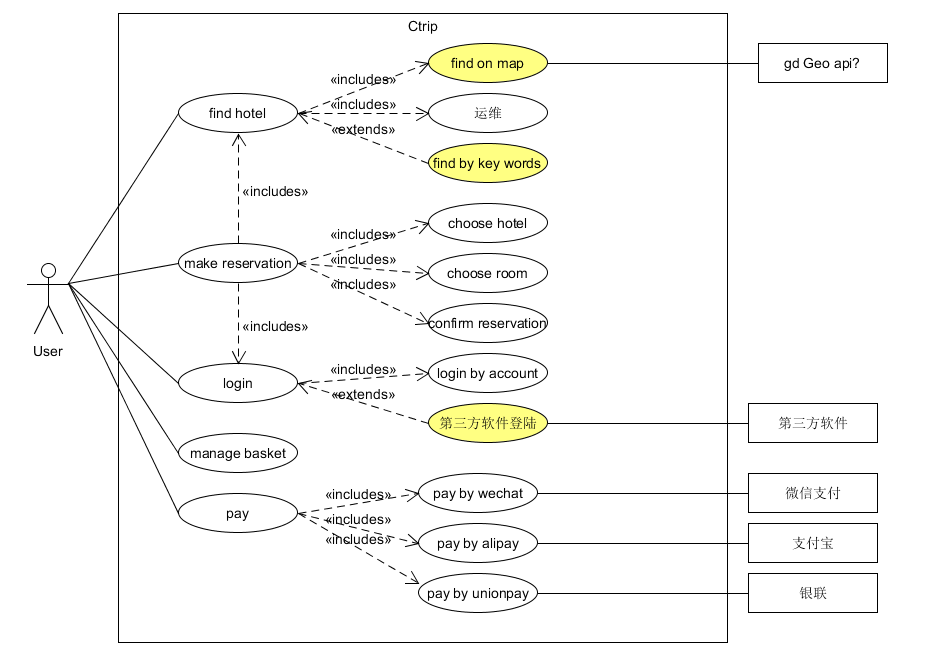 Ctrip
find on map
gd Geo api?
«includes»
find hotel
«includes»
运维
«extends»
find by key words
«includes»
choose hotel
«includes»
make reservation
«includes»
choose room
«includes»
confirm reservation
«includes»
User
login
«includes»
login by account
«extends»
第三方软件登陆
第三方软件
manage basket
pay
«includes»
pay by wechat
微信支付
«includes»
pay by alipay
支付宝
«includes»
pay by unionpay
银联